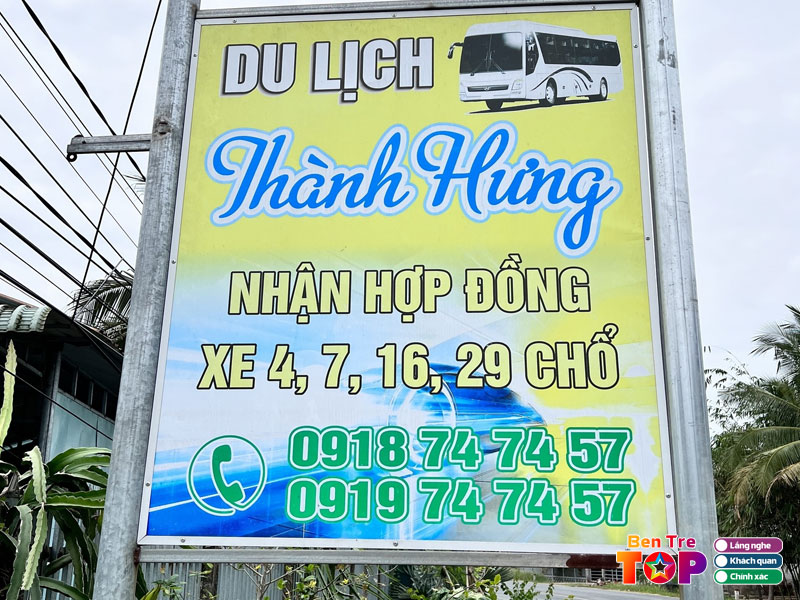 DU LỊCH
Thành Hưng
NHẬN HỢP ĐỒNG
XE 4, 7, 16, 29 CHỔ
0918 74 74 57
0919 74 74 57
Ben Tre
TOP
Lắng nghe
Khách quan
Chính xác